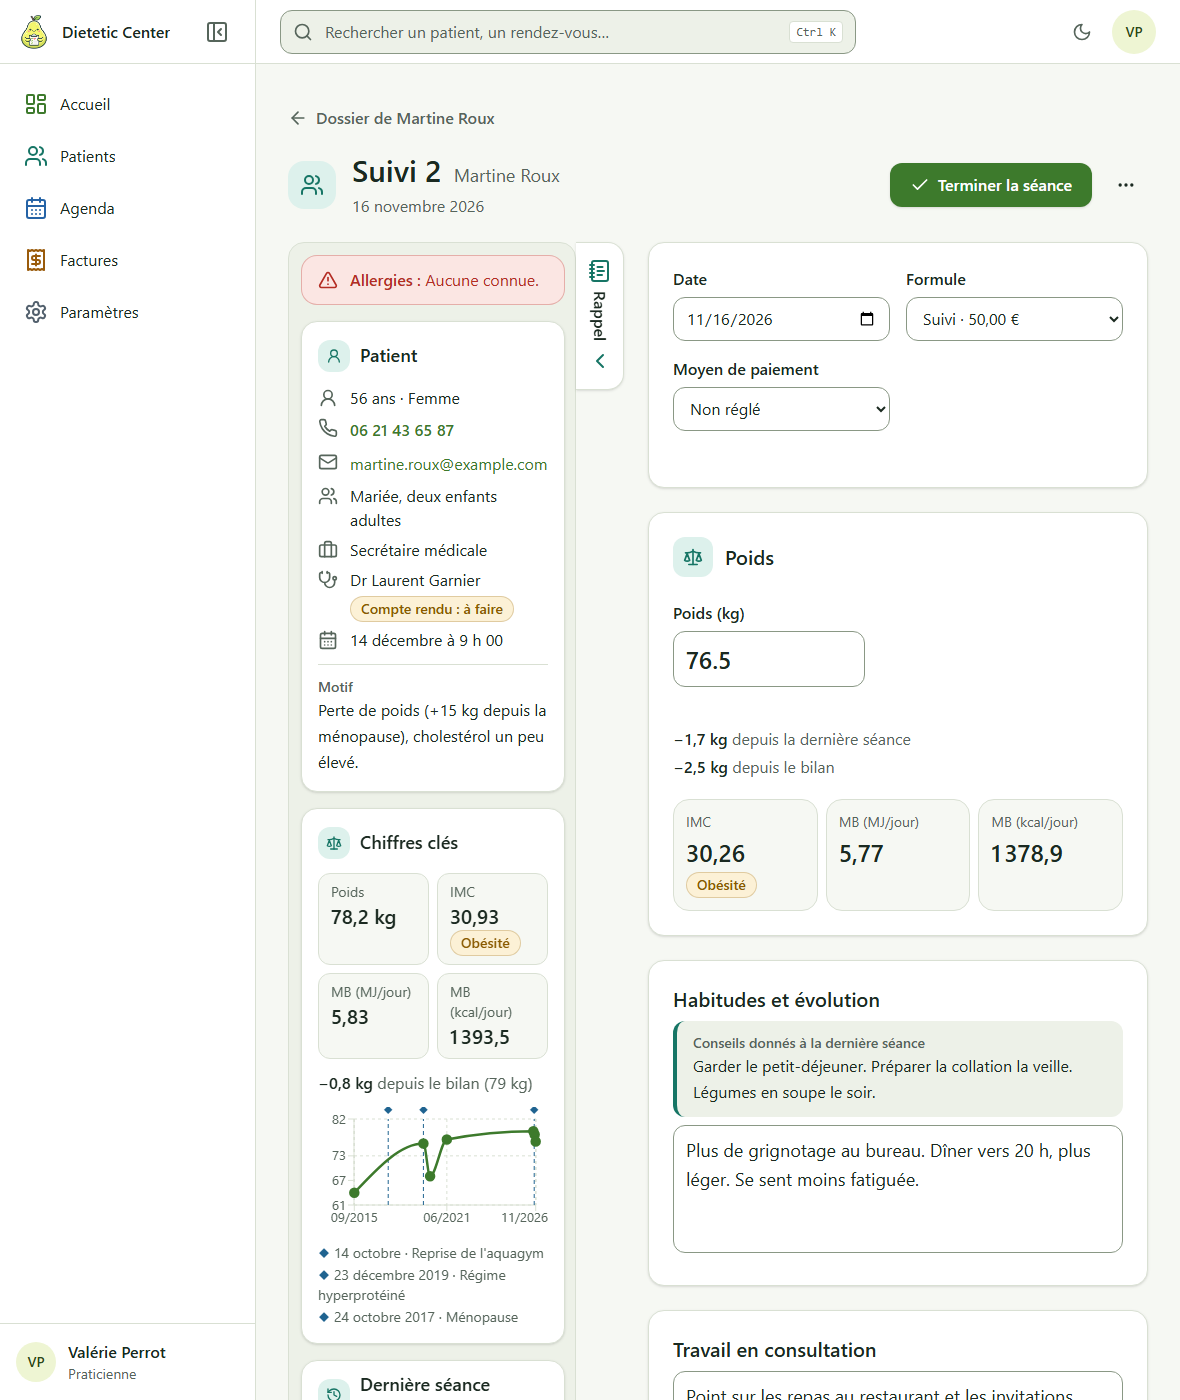 Dietetic Center
Rechercher un patient, un rendez-vous...
Ctrl K
VP
Accueil
Patients
Agenda
Factures
Paramètres
Dossier de Martine Roux
Suivi 2 Martine Roux
16 novembre 2026
Terminer la séance
Allergies : Aucune connue.
Patient
56 ans · Femme
06 21 43 65 87
martine.roux@example.com
Mariée, deux enfants
adultes
Secrétaire médicale
Dr Laurent Garnier
Compte rendu : à faire
14 décembre à 9 h 00
Motif
Perte de poids (+15 kg depuis la
ménopause), cholestérol un peu
élevé.
Chiffres clés
Poids
78,2 kg
IMC
30,93
Obésité
MB (MJ/jour)
5,83
MB
(kcal/jour)
1 393,5
−0,8 kg depuis le bilan (79 kg)
82
73
67
61
09/2015
06/2021
11/2026
14 octobre · Reprise de l'aquagym
23 décembre 2019 · Régime
hyperprotéiné
24 octobre 2017 · Ménopause
Dernière séance
Rappel
Date
11/16/2026
Formule
Suivi · 50,00 €
Moyen de paiement
Non réglé
Poids
Poids (kg)
76.5
−1,7 kg depuis la dernière séance
−2,5 kg depuis le bilan
IMC
30,26
Obésité
MB (MJ/jour)
5,77
MB (kcal/jour)
1 378,9
Habitudes et évolution
Conseils donnés à la dernière séance
Garder le petit-déjeuner. Préparer la collation la veille.
Légumes en soupe le soir.
Plus de grignotage au bureau. Dîner vers 20 h, plus
léger. Se sent moins fatiguée.
Travail en consultation
Point sur les repas au restaurant et les invitations
VP
Valérie Perrot
Praticienne